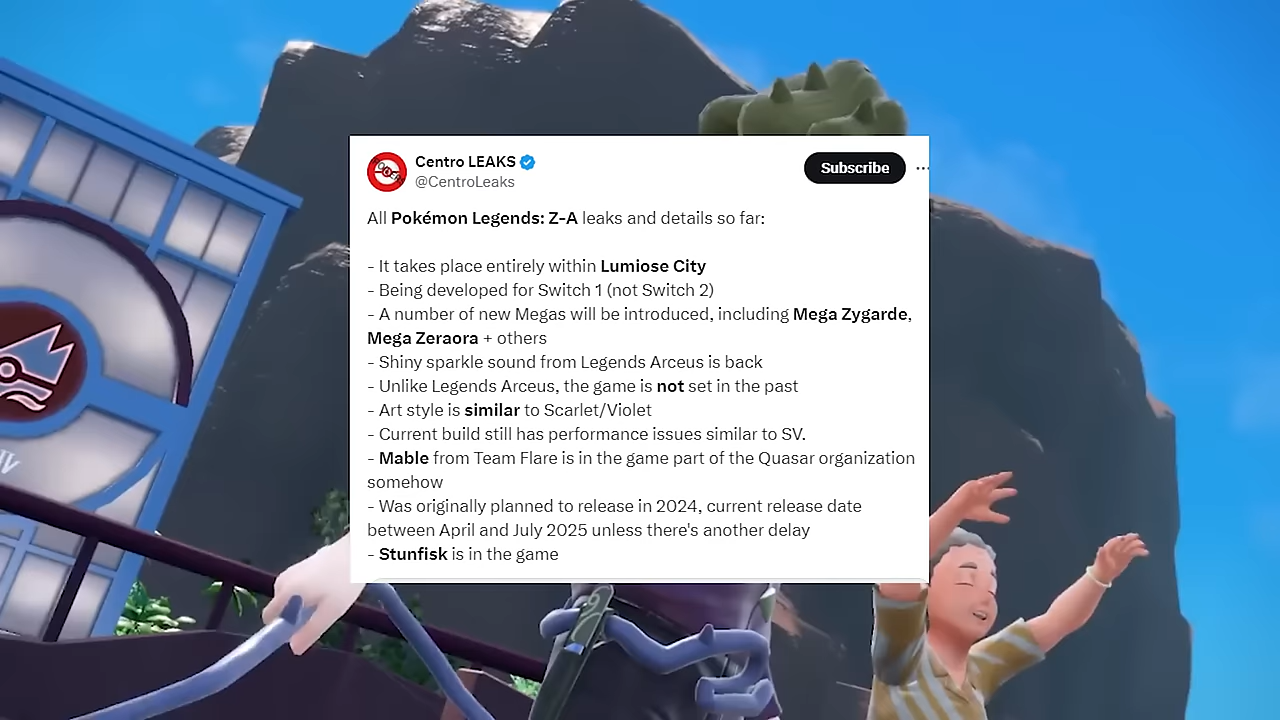 Centro LEAKS
@CentroLeaks
Subscribe
All Pokémon Legends: Z-A leaks and details so far:
- It takes place entirely within Lumiose City
- Being developed for Switch 1 (not Switch 2)
- A number of new Megas will be introduced, including Mega Zygarde,
Mega Zeraora + others
- Shiny sparkle sound from Legends Arceus is back
- Unlike Legends Arceus, the game is not set in the past
- Art style is similar to Scarlet/Violet
- Current build still has performance issues similar to SV.
- Mable from Team Flare is in the game part of the Quasar organization
somehow
- Was originally planned to release in 2024, current release date
between April and July 2025 unless there's another delay
- Stunfisk is in the game